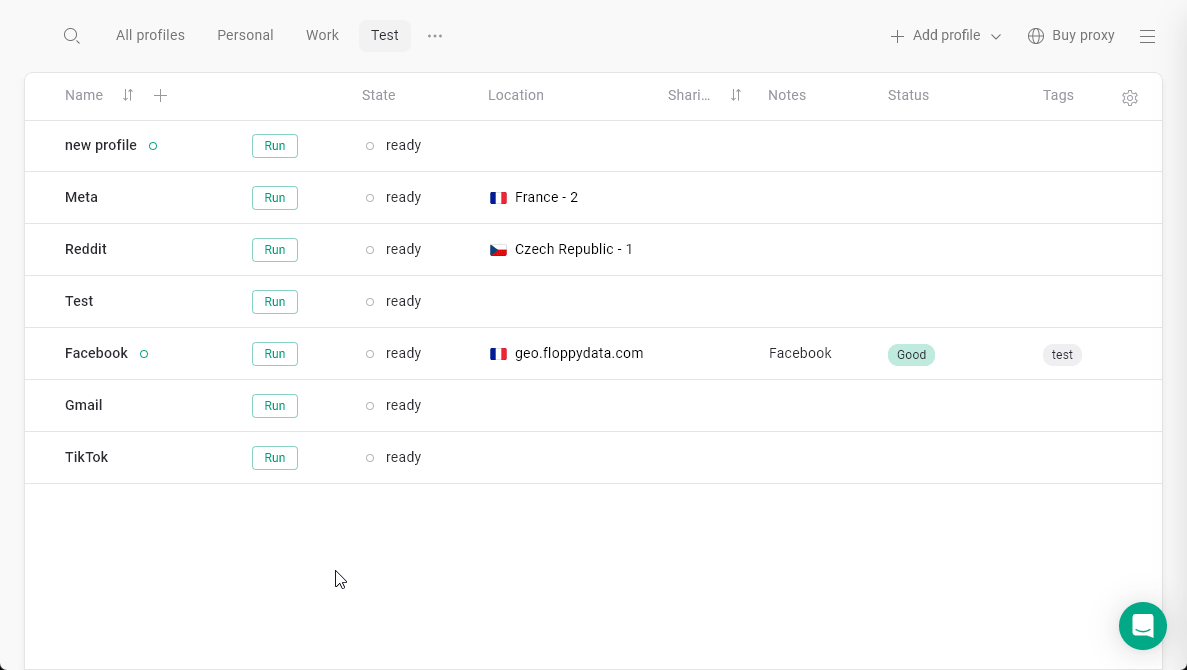 All profiles Personal Work Test ··· Add profile Buy proxy
Name State Location Shari... Notes Status Tags
new profile Run ready
Meta Run ready France - 2
Reddit Run ready Czech Republic - 1
Test Run ready
Facebook Run ready geo.floppydata.com Facebook Good test
Gmail Run ready
TikTok Run ready